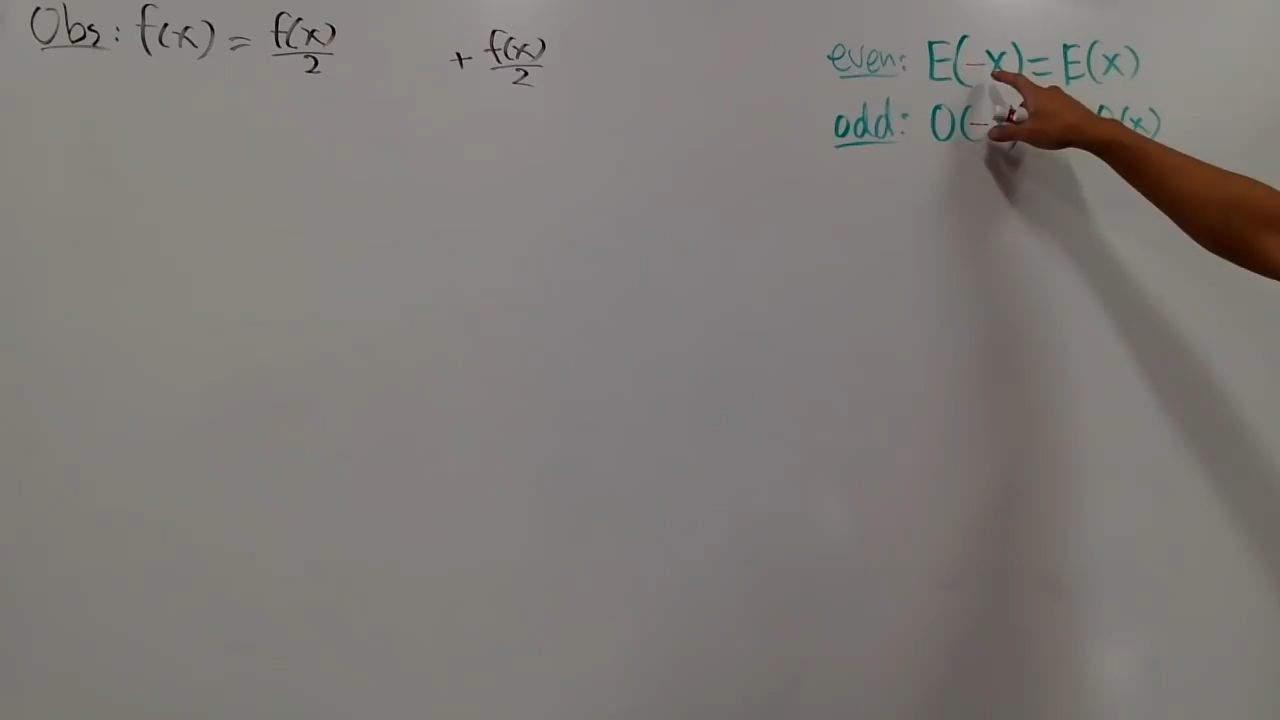 Obs: f(x) = f(x)/2 + f(x)/2
even: E(-x) = E(x)
odd: O(- O(x)